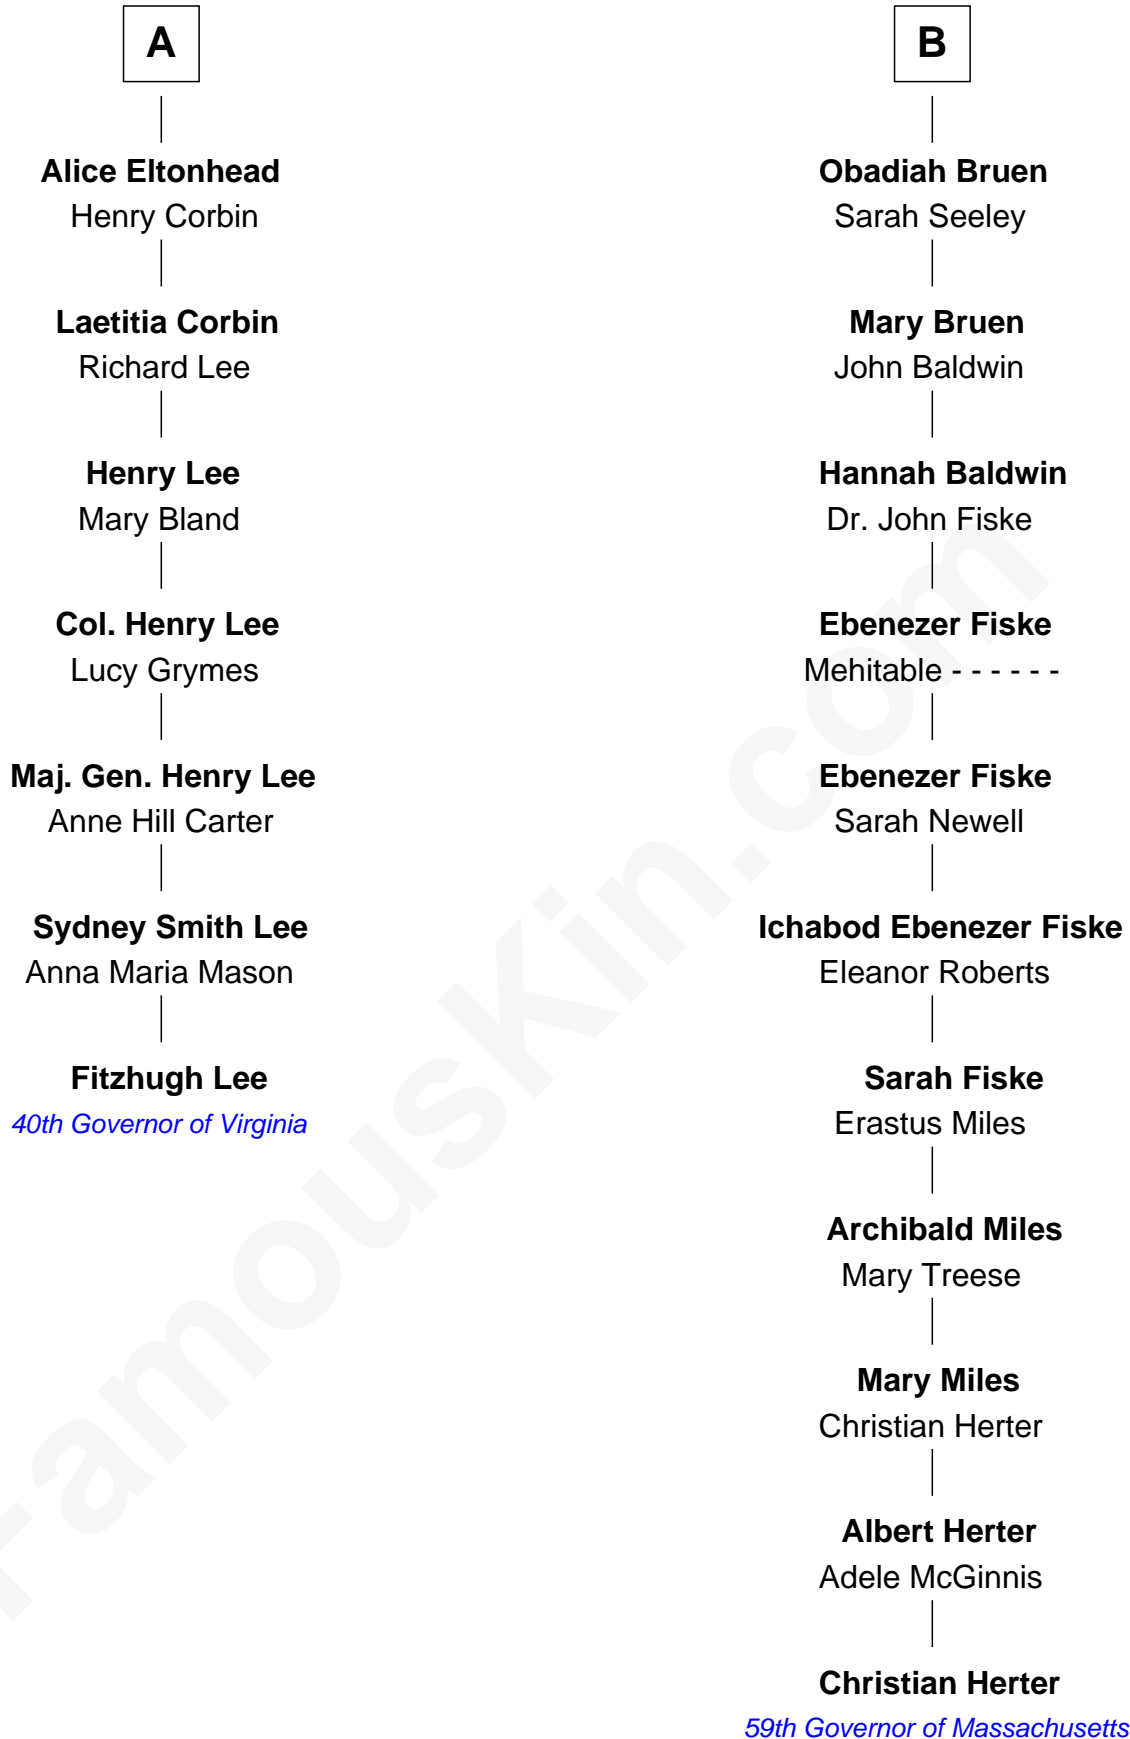 A
Alice Eltonhead
Henry Corbin
Laetitia Corbin
Richard Lee
Henry Lee
Mary Bland
Col. Henry Lee
Lucy Grymes
Maj. Gen. Henry Lee
Anne Hill Carter
Sydney Smith Lee
Anna Maria Mason
Fitzhugh Lee
40th Governor of Virginia
B
Obadiah Bruen
Sarah Seeley
Mary Bruen
John Baldwin
Hannah Baldwin
Dr. John Fiske
Ebenezer Fiske
Mehitable - - - - - -
Ebenezer Fiske
Sarah Newell
Ichabod Ebenezer Fiske
Eleanor Roberts
Sarah Fiske
Erastus Miles
Archibald Miles
Mary Treese
Mary Miles
Christian Herter
Albert Herter
Adele McGinnis
Christian Herter
59th Governor of Massachusetts
FamousKin.com